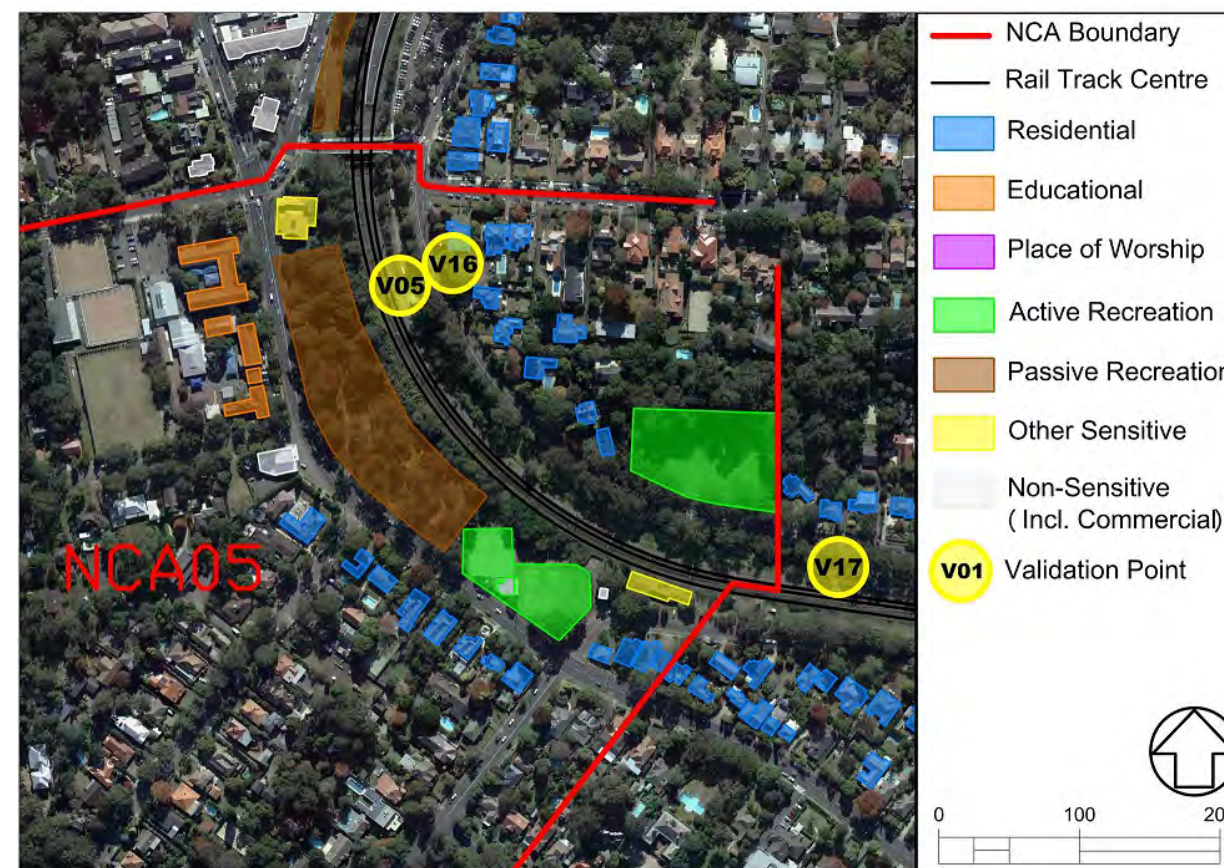 NCA Boundary
Rail Track Centre
Residential
Educational
Place of Worship
Active Recreation
Passive Recreation
Other Sensitive
Non-Sensitive
( Incl. Commercial)
V01 Validation Point
V16
V05
NCA05
V17
0 100 20